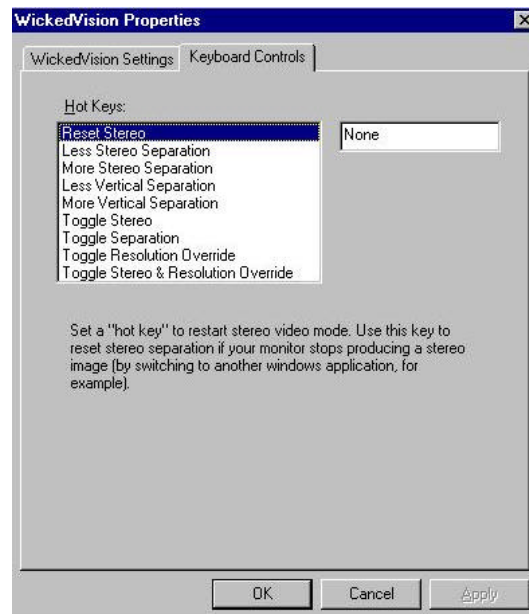 WickedVision Properties
WickedVision Settings
Keyboard Controls
Hot Keys:
Reset Stereo
None
Less Stereo Separation
More Stereo Separation
Less Vertical Separation
More Vertical Separation
Toggle Stereo
Toggle Separation
Toggle Resolution Override
Toggle Stereo & Resolution Override
Set a "hot key" to restart stereo video mode. Use this key to
reset stereo separation if your monitor stops producing a stereo
image (by switching to another windows application, for
example).
OK
Cancel
Apply